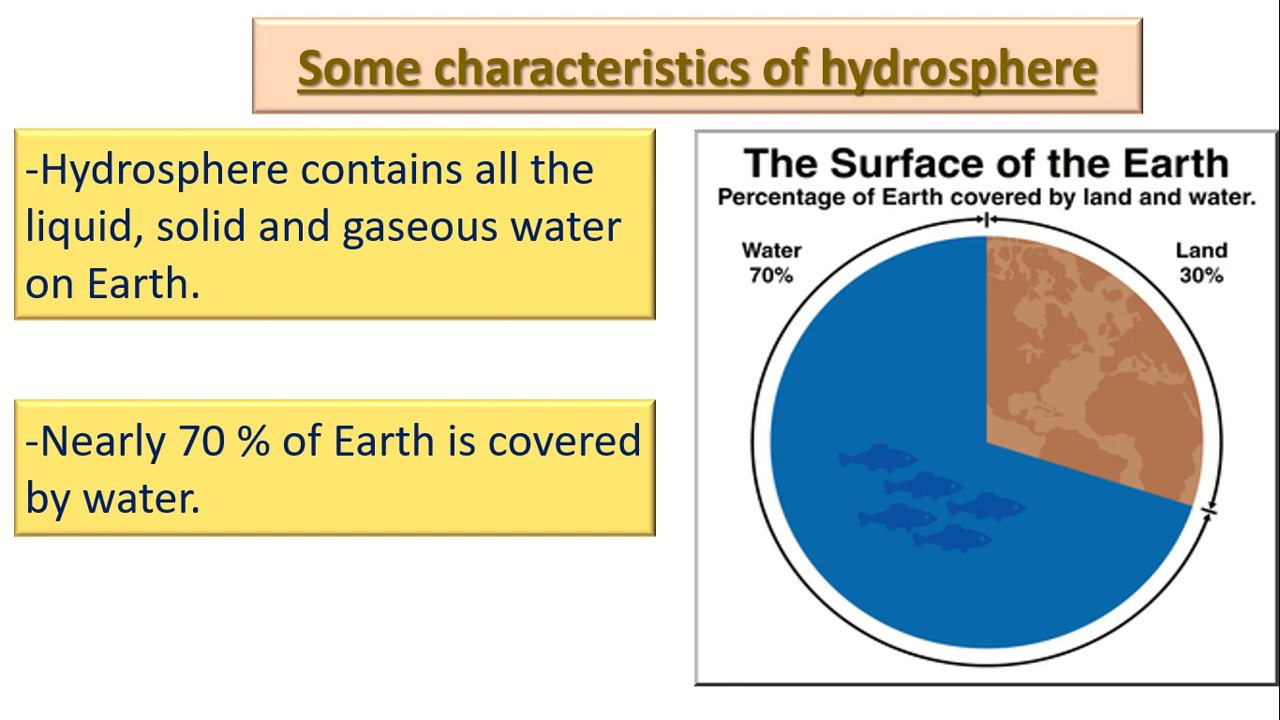 Some characteristics of hydrosphere
-Hydrosphere contains all the
liquid, solid and gaseous water
on Earth.
-Nearly 70 % of Earth is covered
by water.
The Surface of the Earth
Percentage of Earth covered by land and water.
Water
70%
Land
30%